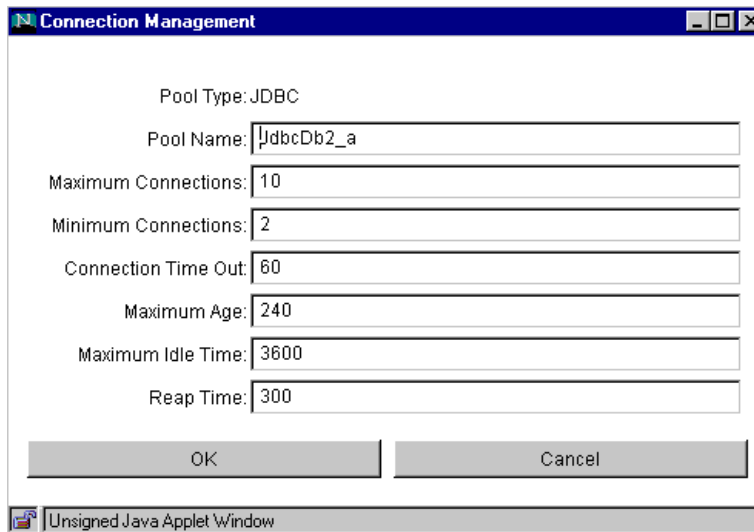 Connection Management
Pool Type: JDBC
Pool Name: JdbcDb2_a
Maximum Connections: 10
Minimum Connections: 2
Connection Time Out: 60
Maximum Age: 240
Maximum Idle Time: 3600
Reap Time: 300
OK Cancel
Unsigned Java Applet Window